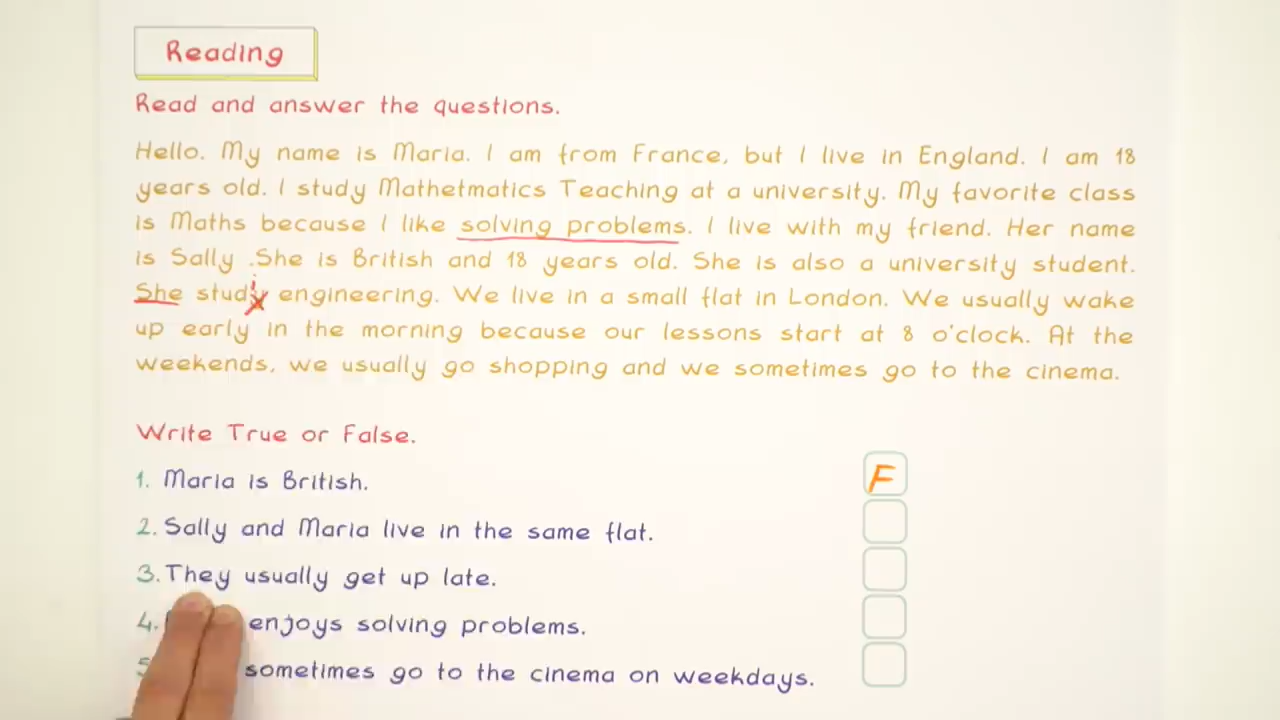 Reading
Read and answer the questions.
Hello. My name is Maria. I am from France, but I live in England. I am 18
years old. I study Mathetmatics Teaching at a university. My favorite class
is Maths because I like solving problems. I live with my friend. Her name
is Sally .She is British and 18 years old. She is also a university student.
She study engineering. We live in a small flat in London. We usually wake
up early in the morning because our lessons start at 8 o'clock. At the
weekends, we usually go shopping and we sometimes go to the cinema.
Write True or False.
1. Maria is British. F
2. Sally and Maria live in the same flat.
3. They usually get up late.
4. enjoys solving problems.
5. sometimes go to the cinema on weekdays.